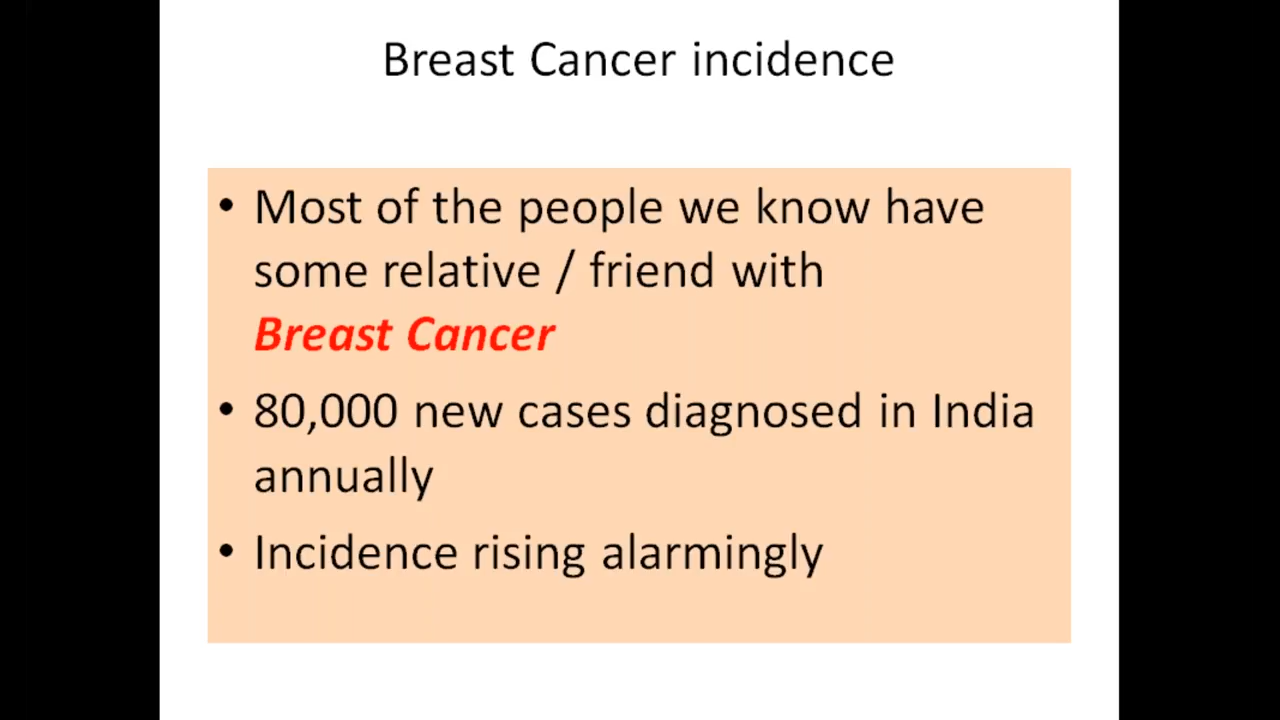 Breast Cancer incidence
• Most of the people we know have
some relative / friend with
Breast Cancer
• 80,000 new cases diagnosed in India
annually
• Incidence rising alarmingly